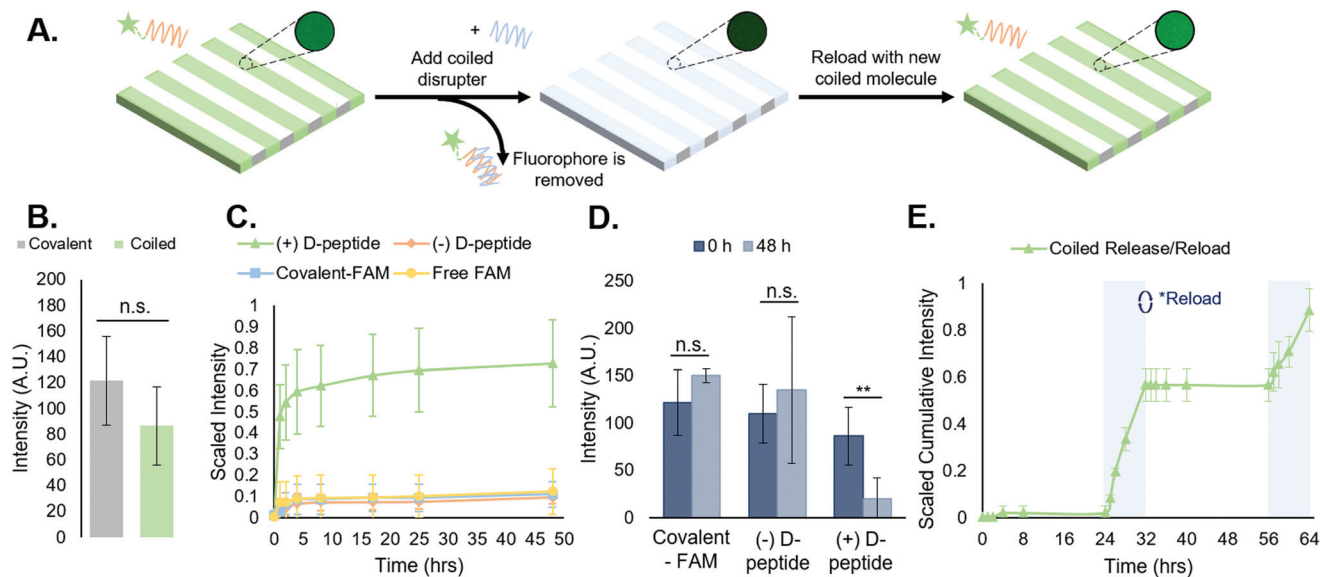 A.
+
Add coiled
disrupter
Fluorophore is
removed
Reload with new
coiled molecule
B.
Covalent
Coiled
n.s.
200
180
160
140
120
100
80
60
40
20
0
Intensity (A.U.)
C.
(+) D-peptide
(-) D-peptide
Covalent-FAM
Free FAM
1
0.9
0.8
0.7
0.6
0.5
0.4
0.3
0.2
0.1
0
Scaled Intensity
0 5 10 15 20 25 30 35 40 45 50
Time (hrs)
D.
0 h
48 h
250
200
150
100
50
0
Intensity (A.U.)
n.s.
n.s.
**
Covalent
- FAM
(-) D-
peptide
(+) D-
peptide
E.
Coiled Release/Reload
*Reload
1
0.8
0.6
0.4
0.2
0
Scaled Cumulative Intensity
0 8 16 24 32 40 48 56 64
Time (hrs)